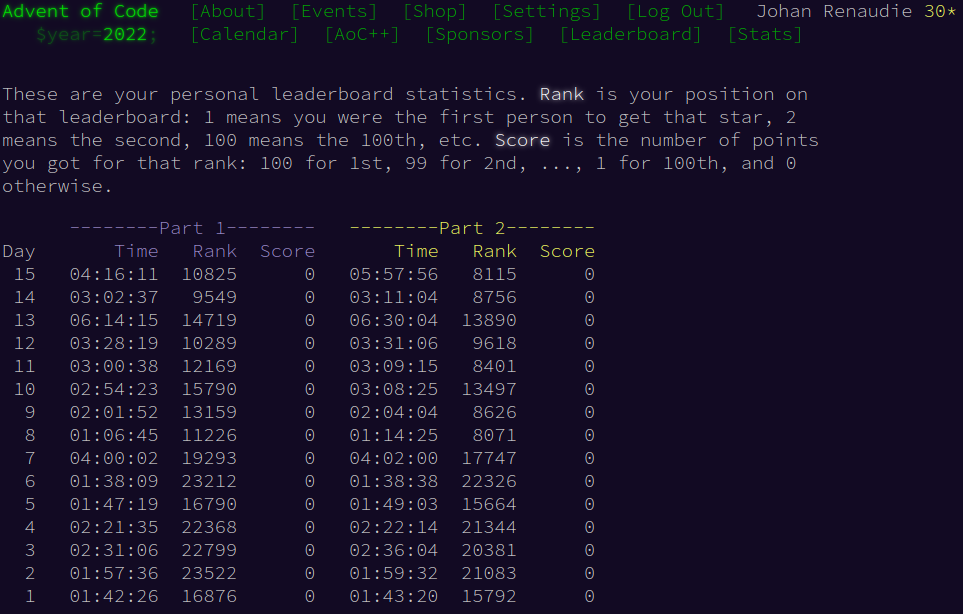 Advent of Code [About] [Events] [Shop] [Settings] [Log Out] Johan Renaudie 30*
$year=2022; [Calendar] [AoC++] [Sponsors] [Leaderboard] [Stats]
These are your personal leaderboard statistics. Rank is your position on
that leaderboard: 1 means you were the first person to get that star, 2
means the second, 100 means the 100th, etc. Score is the number of points
you got for that rank: 100 for 1st, 99 for 2nd, ..., 1 for 100th, and 0
otherwise.
--------Part 1-------- --------Part 2--------
Day Time Rank Score Time Rank Score
15 04:16:11 10825 0 05:57:56 8115 0
14 03:02:37 9549 0 03:11:04 8756 0
13 06:14:15 14719 0 06:30:04 13890 0
12 03:28:19 10289 0 03:31:06 9618 0
11 03:00:38 12169 0 03:09:15 8401 0
10 02:54:23 15790 0 03:08:25 13497 0
9 02:01:52 13159 0 02:04:04 8626 0
8 01:06:45 11226 0 01:14:25 8071 0
7 04:00:02 19293 0 04:02:00 17747 0
6 01:38:09 23212 0 01:38:38 22326 0
5 01:47:19 16790 0 01:49:03 15664 0
4 02:21:35 22368 0 02:22:14 21344 0
3 02:31:06 22799 0 02:36:04 20381 0
2 01:57:36 23522 0 01:59:32 21083 0
1 01:42:26 16876 0 01:43:20 15792 0